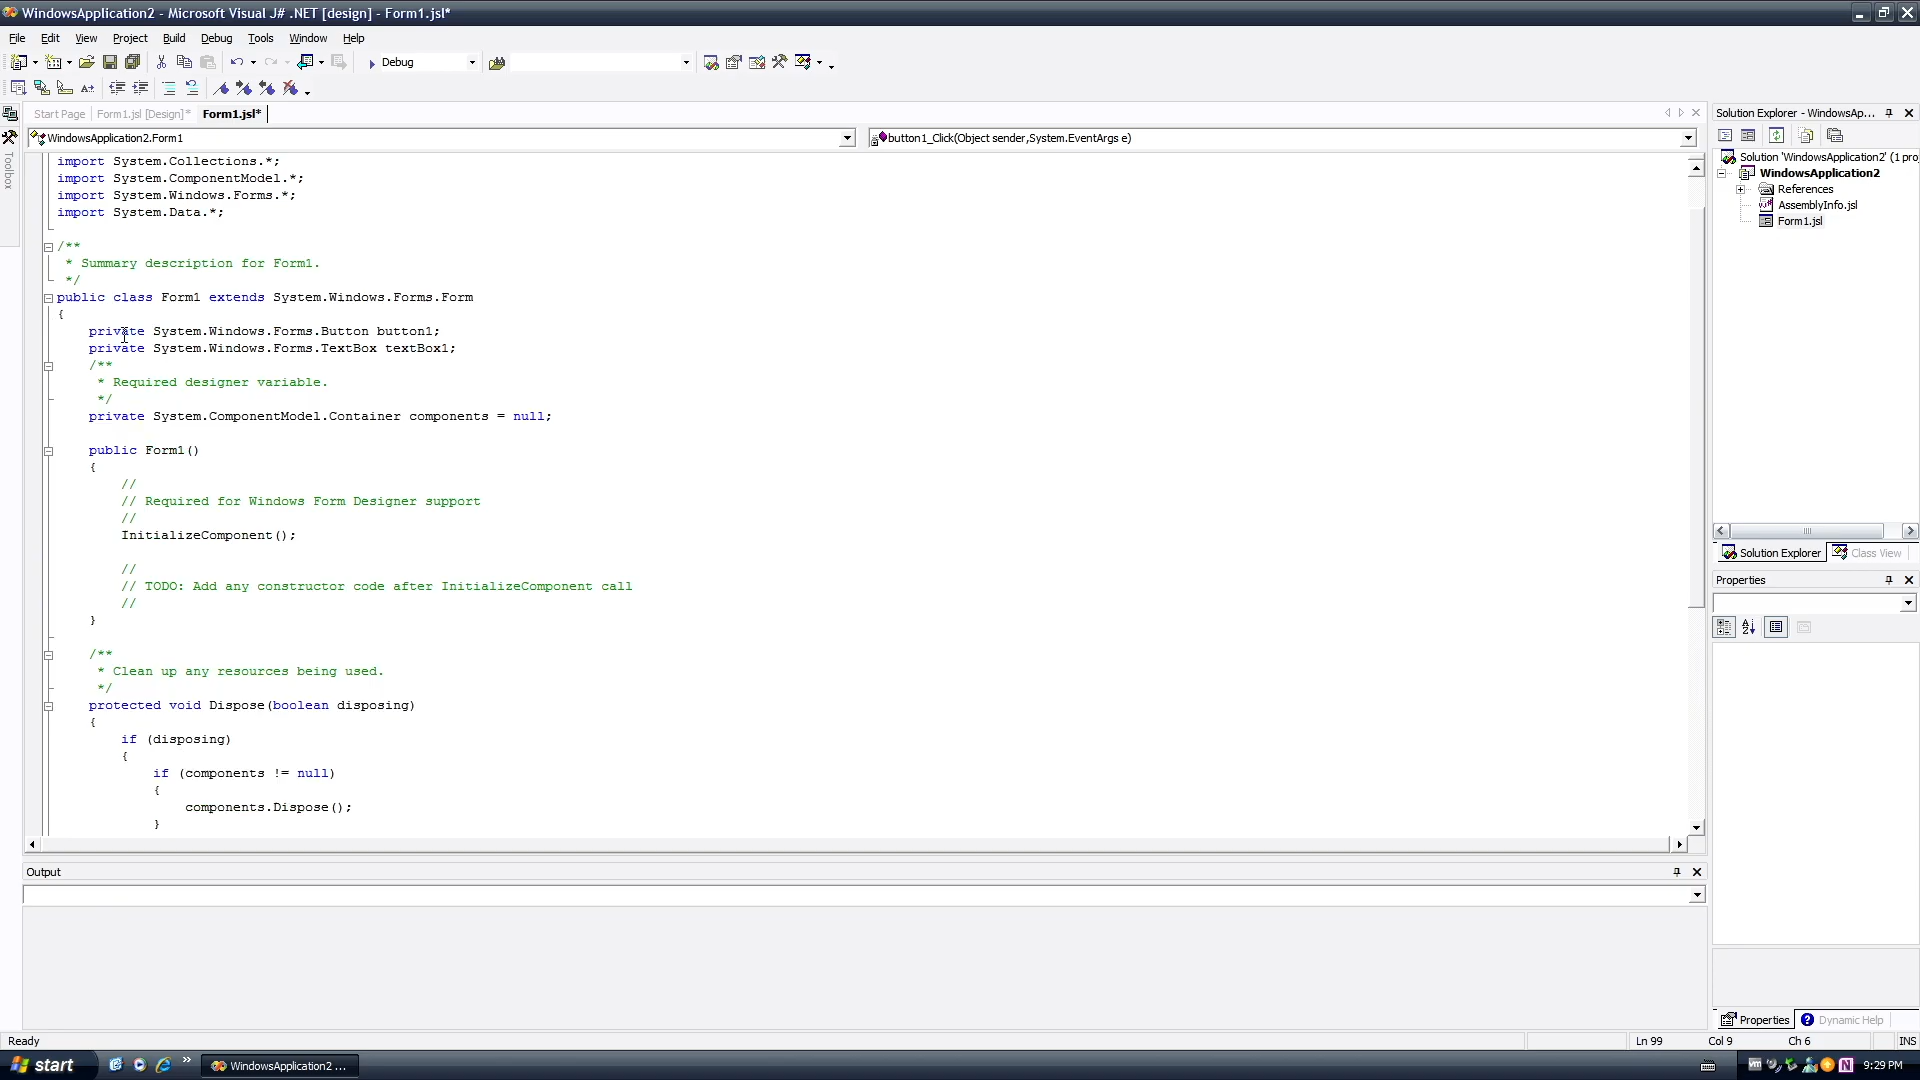 WindowsApplication2 - Microsoft Visual J# .NET [design] - Form1.jsl*
File Edit View Project Build Debug Tools Window Help
Debug
Start Page Form1.jsl [Design]* Form1.jsl*
WindowsApplication2.Form1
button1_Click(Object sender,System.EventArgs e)
Toolbox
import System.Collections.*;
import System.ComponentModel.*;
import System.Windows.Forms.*;
import System.Data.*;
/**
* Summary description for Form1.
*/
public class Form1 extends System.Windows.Forms.Form
{
private System.Windows.Forms.Button button1;
private System.Windows.Forms.TextBox textBox1;
/**
* Required designer variable.
*/
private System.ComponentModel.Container components = null;
public Form1()
{
//
// Required for Windows Form Designer support
//
InitializeComponent();
//
// TODO: Add any constructor code after InitializeComponent call
//
}
/**
* Clean up any resources being used.
*/
protected void Dispose(boolean disposing)
{
if (disposing)
{
if (components != null)
{
components.Dispose();
}
Solution Explorer - WindowsAp...
Solution 'WindowsApplication2' (1 proj
WindowsApplication2
References
AssemblyInfo.jsl
Form1.jsl
Solution Explorer Class View
Properties
Properties Dynamic Help
Output
Ready
Ln 99 Col 9 Ch 6 INS
start
WindowsApplication2 ...
9:29 PM